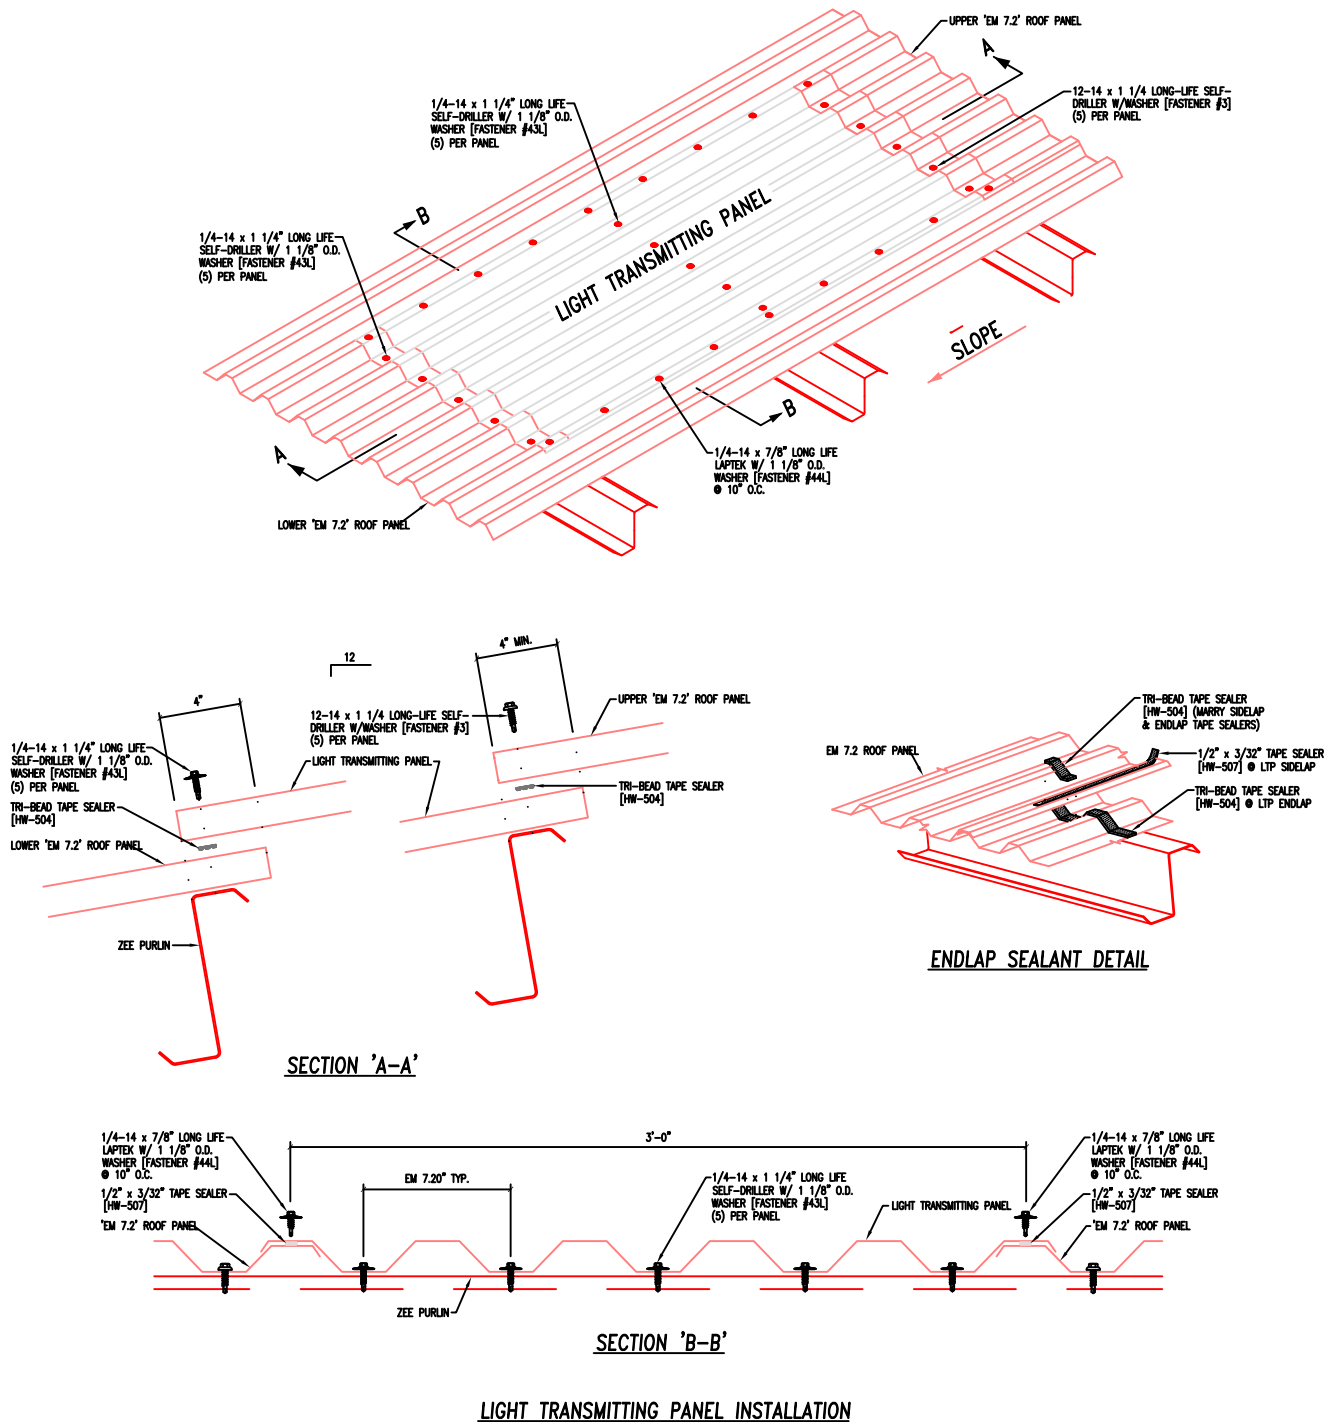 UPPER 'EM 7.2' ROOF PANEL
A
1/4-14 x 1 1/4" LONG LIFE
SELF-DRILLER W/ 1 1/8" O.D.
WASHER [FASTENER #43L]
(5) PER PANEL
12-14 x 1 1/4 LONG-LIFE SELF-
DRILLER W/WASHER [FASTENER #3]
(5) PER PANEL
B
1/4-14 x 1 1/4" LONG LIFE
SELF-DRILLER W/ 1 1/8" O.D.
WASHER [FASTENER #43L]
(5) PER PANEL
LIGHT TRANSMITTING PANEL
SLOPE
B
A
1/4-14 x 7/8" LONG LIFE
LAPTEK W/ 1 1/8" O.D.
WASHER [FASTENER #44L]
@ 10" O.C.
LOWER 'EM 7.2' ROOF PANEL
4" MIN.
12
4"
12-14 x 1 1/4 LONG-LIFE SELF-
DRILLER W/WASHER [FASTENER #3]
(5) PER PANEL
UPPER 'EM 7.2' ROOF PANEL
1/4-14 x 1 1/4" LONG LIFE
SELF-DRILLER W/ 1 1/8" O.D.
WASHER [FASTENER #43L]
(5) PER PANEL
LIGHT TRANSMITTING PANEL
TRI-BEAD TAPE SEALER
[HW-504]
TRI-BEAD TAPE SEALER
[HW-504]
LOWER 'EM 7.2' ROOF PANEL
ZEE PURLIN
SECTION 'A-A'
TRI-BEAD TAPE SEALER
[HW-504] (MARRY SIDELAP
& ENDLAP TAPE SEALERS)
EM 7.2 ROOF PANEL
1/2" x 3/32" TAPE SEALER
[HW-507] @ LTP SIDELAP
TRI-BEAD TAPE SEALER
[HW-504] @ LTP ENDLAP
ENDLAP SEALANT DETAIL
1/4-14 x 7/8" LONG LIFE
LAPTEK W/ 1 1/8" O.D.
WASHER [FASTENER #44L]
@ 10" O.C.
1/2" x 3/32" TAPE SEALER
[HW-507]
'EM 7.2' ROOF PANEL
3'-0"
EM 7.20" TYP.
1/4-14 x 1 1/4" LONG LIFE
SELF-DRILLER W/ 1 1/8" O.D.
WASHER [FASTENER #43L]
(5) PER PANEL
LIGHT TRANSMITTING PANEL
1/4-14 x 7/8" LONG LIFE
LAPTEK W/ 1 1/8" O.D.
WASHER [FASTENER #44L]
@ 10" O.C.
1/2" x 3/32" TAPE SEALER
[HW-507]
'EM 7.2' ROOF PANEL
ZEE PURLIN
SECTION 'B-B'
LIGHT TRANSMITTING PANEL INSTALLATION